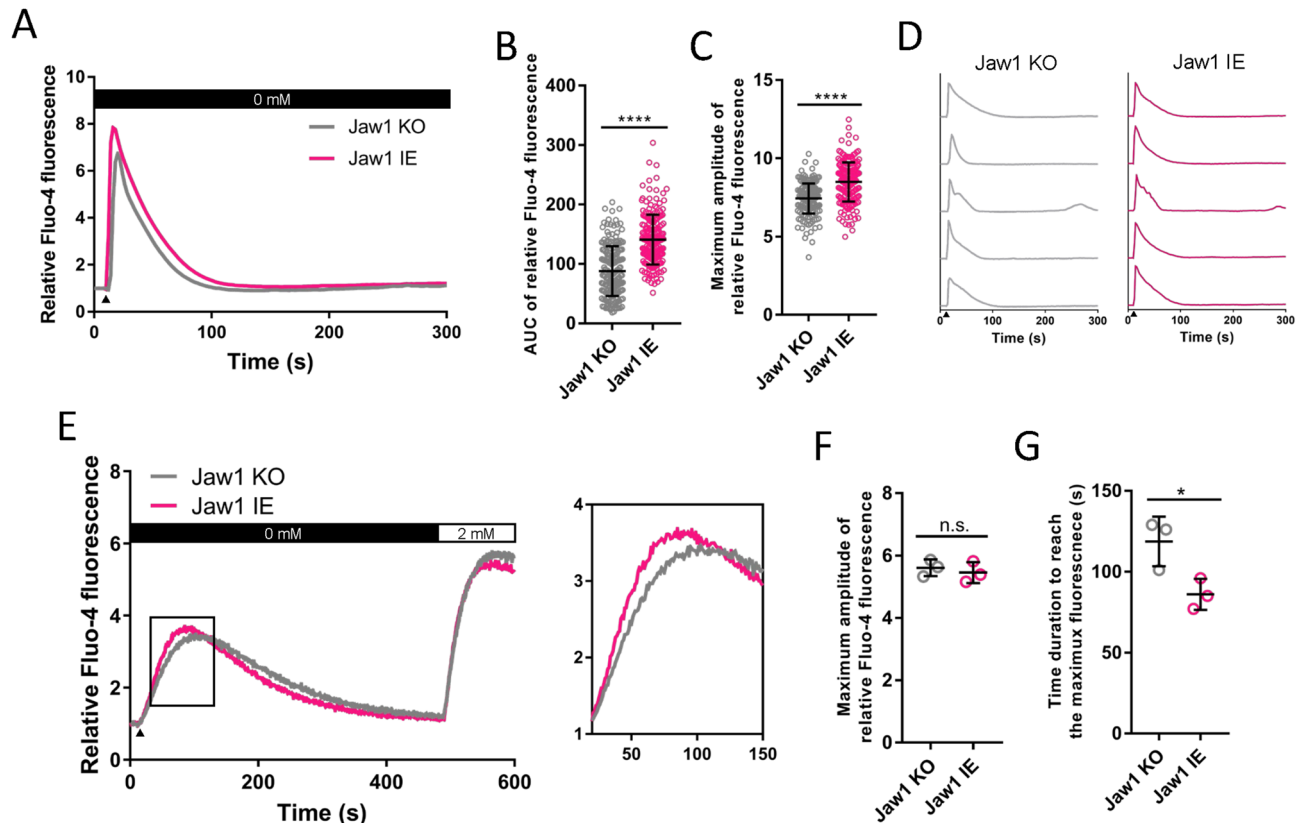 A
Relative Fluo-4 fluorescence
10
8
6
4
2
0
0 mM
Jaw1 KO
Jaw1 IE
0
100
200
300
Time (s)
B
AUC of relative Fluo-4 fluorescence
400
300
200
100
0
****
Jaw1 KO
Jaw1 IE
C
Maximum amplitude of
relative Fluo-4 fluorescence
15
10
5
0
****
Jaw1 KO
Jaw1 IE
D
Jaw1 KO
0
100
200
300
Time (s)
Jaw1 IE
0
100
200
300
Time (s)
E
Relative Fluo-4 fluorescence
8
6
4
2
0
Jaw1 KO
Jaw1 IE
0 mM
2 mM
0
200
400
600
Time (s)
4
3
2
1
50
100
150
F
Maximum amplitude of
relative Fluo-4 fluorescence
8
6
4
2
0
n.s.
Jaw1 KO
Jaw1 IE
G
Time duration to reach
the maximux fluorescnece (s)
150
100
50
0
*
Jaw1 KO
Jaw1 IE